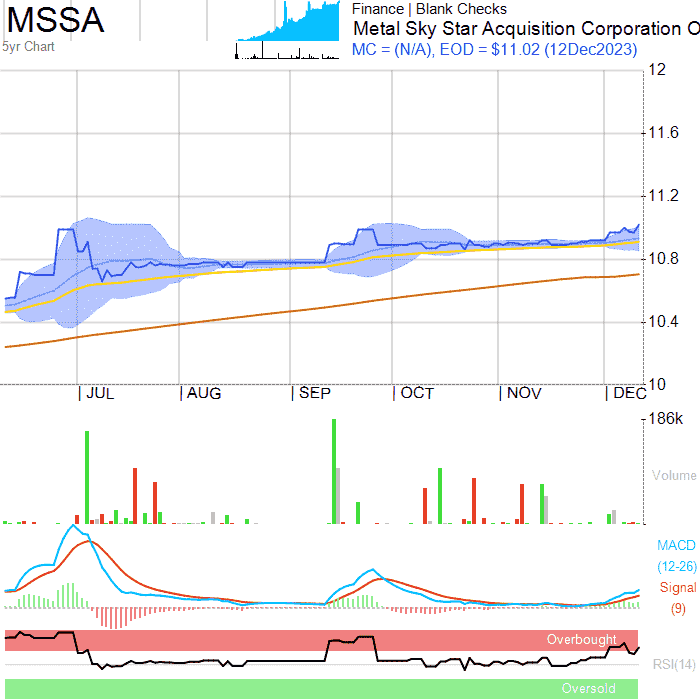 MSSA
5yr Chart
Finance | Blank Checks
Metal Sky Star Acquisition Corporation O
MC = (N/A), EOD = $11.02 (12Dec2023)
12
11.6
11.2
10.8
10.4
10
JUL
AUG
SEP
OCT
NOV
DEC
186k
Volume
MACD
(12-26)
Signal
(9)
Overbought
RSI(14)
Oversold